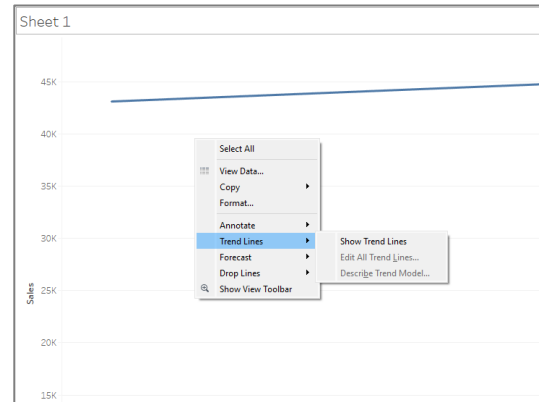 Sheet 1
45K
40K
35K
30K
25K
20K
15K
Sales
Select All
View Data...
Copy
Format...
Annotate
Trend Lines
Forecast
Drop Lines
Show View Toolbar
Show Trend Lines
Edit All Trend Lines...
Describe Trend Model...